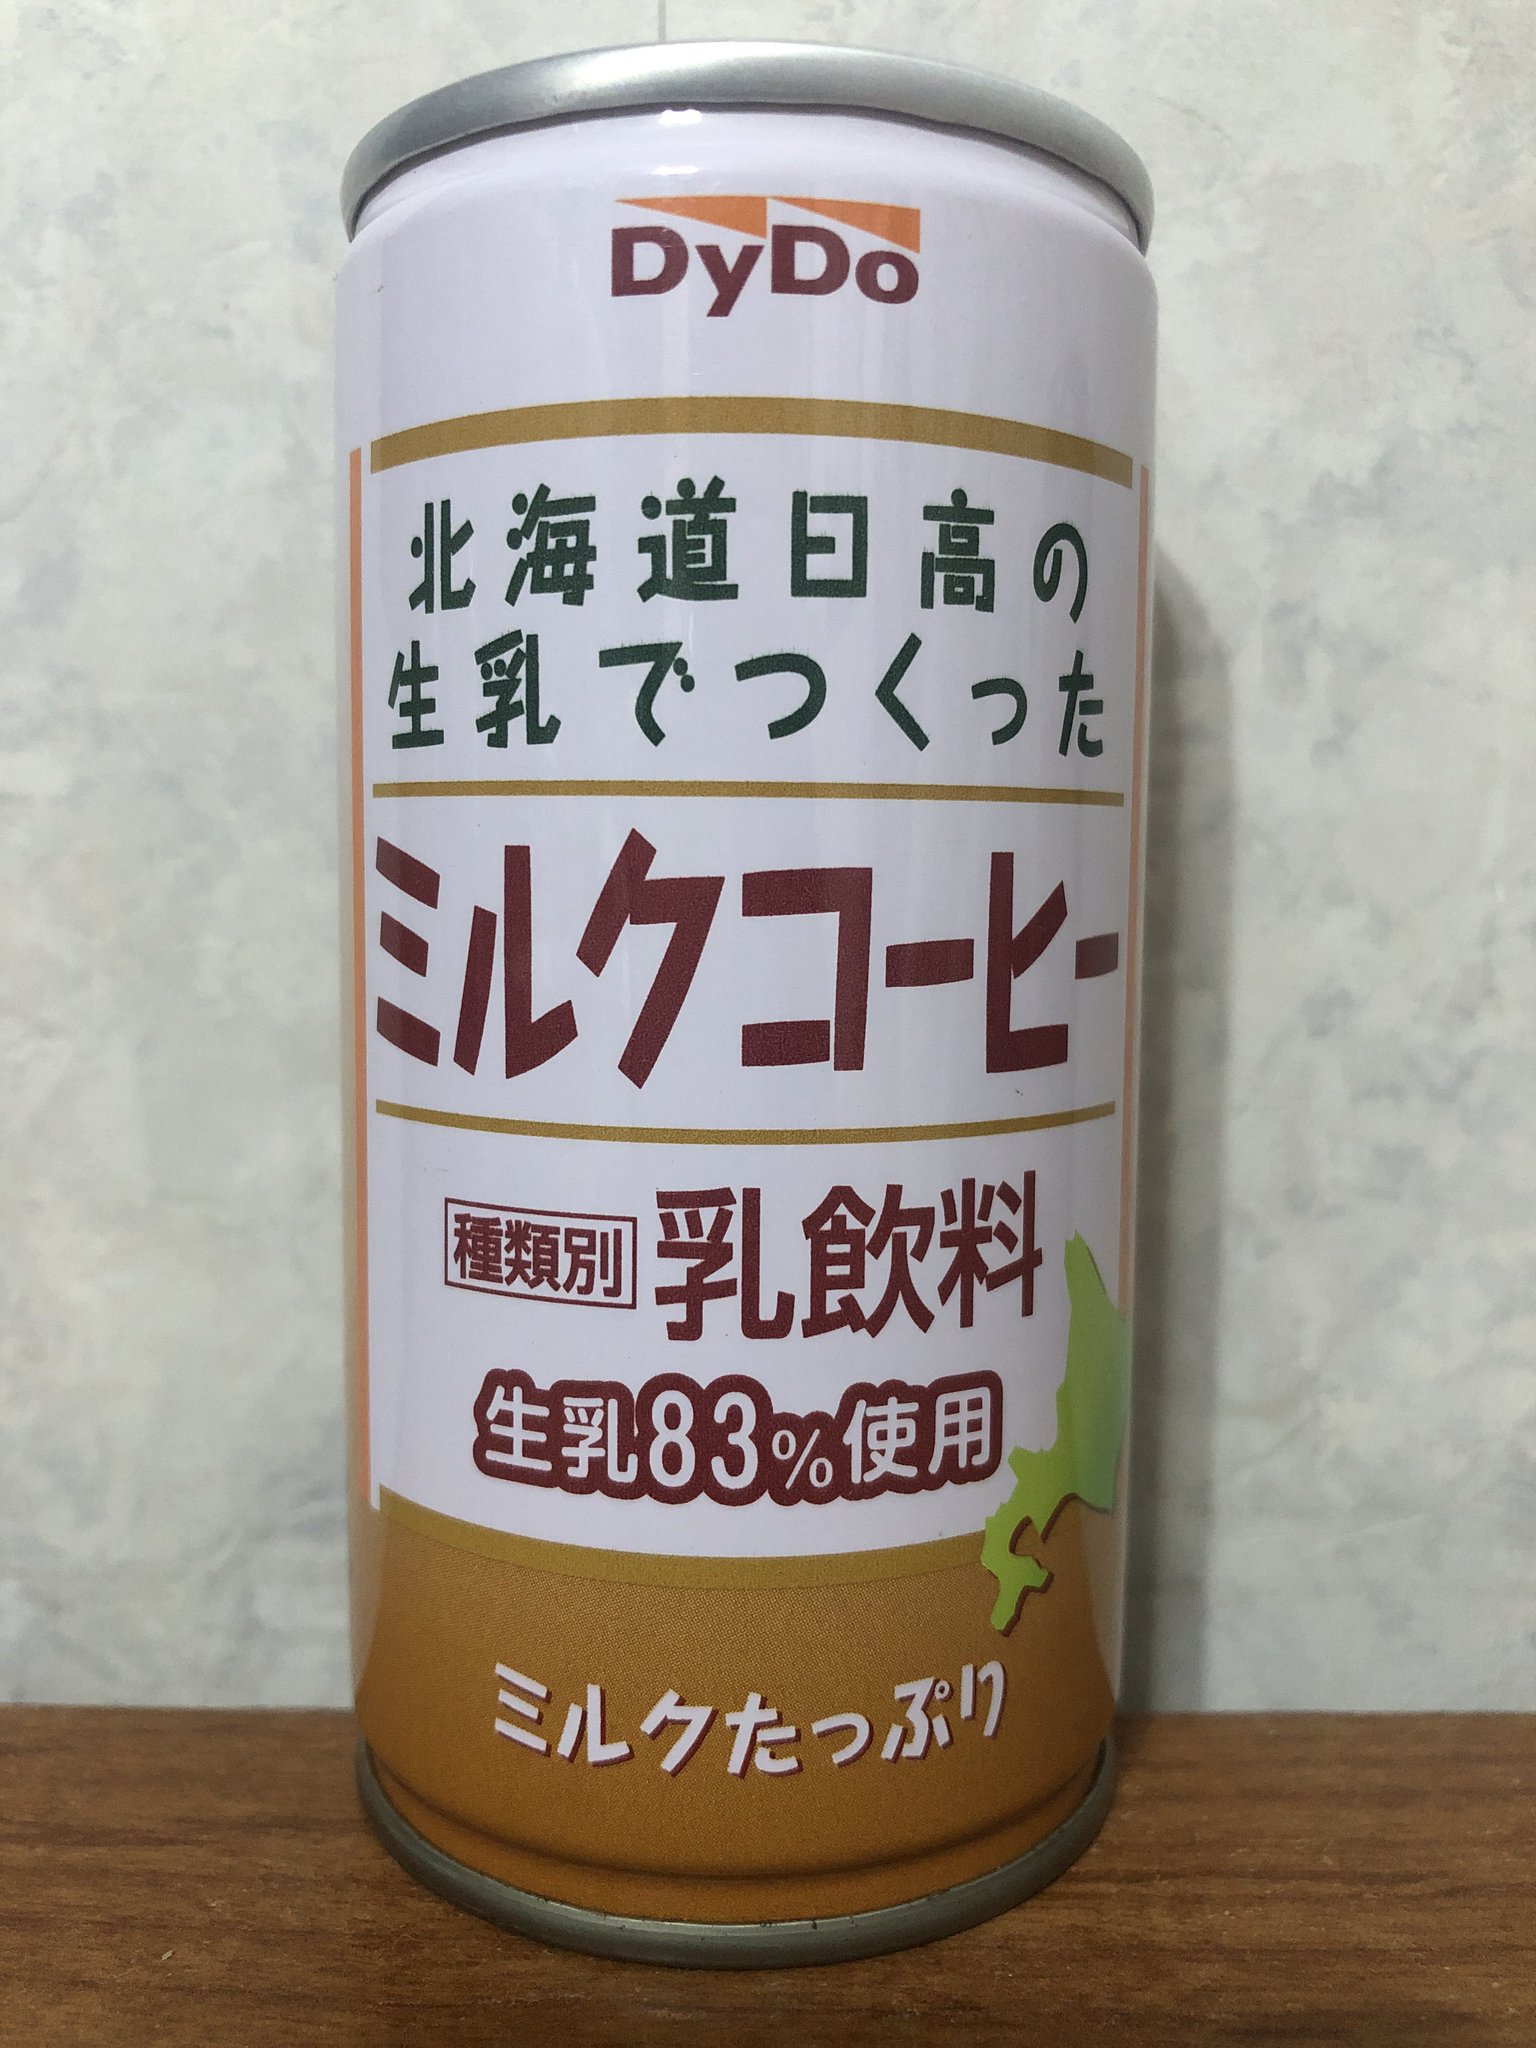 DyDo
北海道日高の
生乳でつくった
ミルクコーヒー
種類別 乳飲料
生乳83%使用
ミルクたっぷり